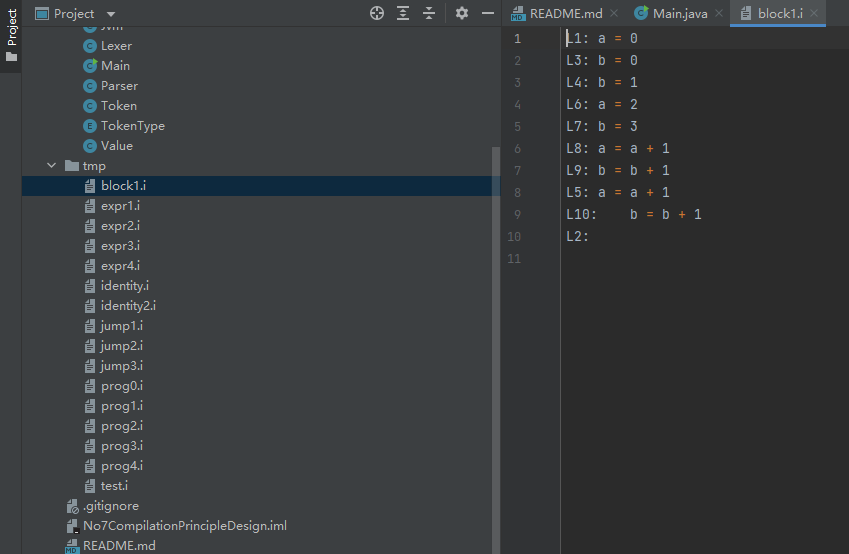 Project
Project
README.md
Main.java
block1.i
Lexer
Main
Parser
Token
TokenType
Value
tmp
block1.i
expr1.i
expr2.i
expr3.i
expr4.i
identity.i
identity2.i
jump1.i
jump2.i
jump3.i
prog0.i
prog1.i
prog2.i
prog3.i
prog4.i
test.i
.gitignore
No7CompilationPrincipleDesign.iml
README.md
1 L1: a = 0
2 L3: b = 0
3 L4: b = 1
4 L6: a = 2
5 L7: b = 3
6 L8: a = a + 1
7 L9: b = b + 1
8 L5: a = a + 1
9 L10:    b = b + 1
10 L2:
11